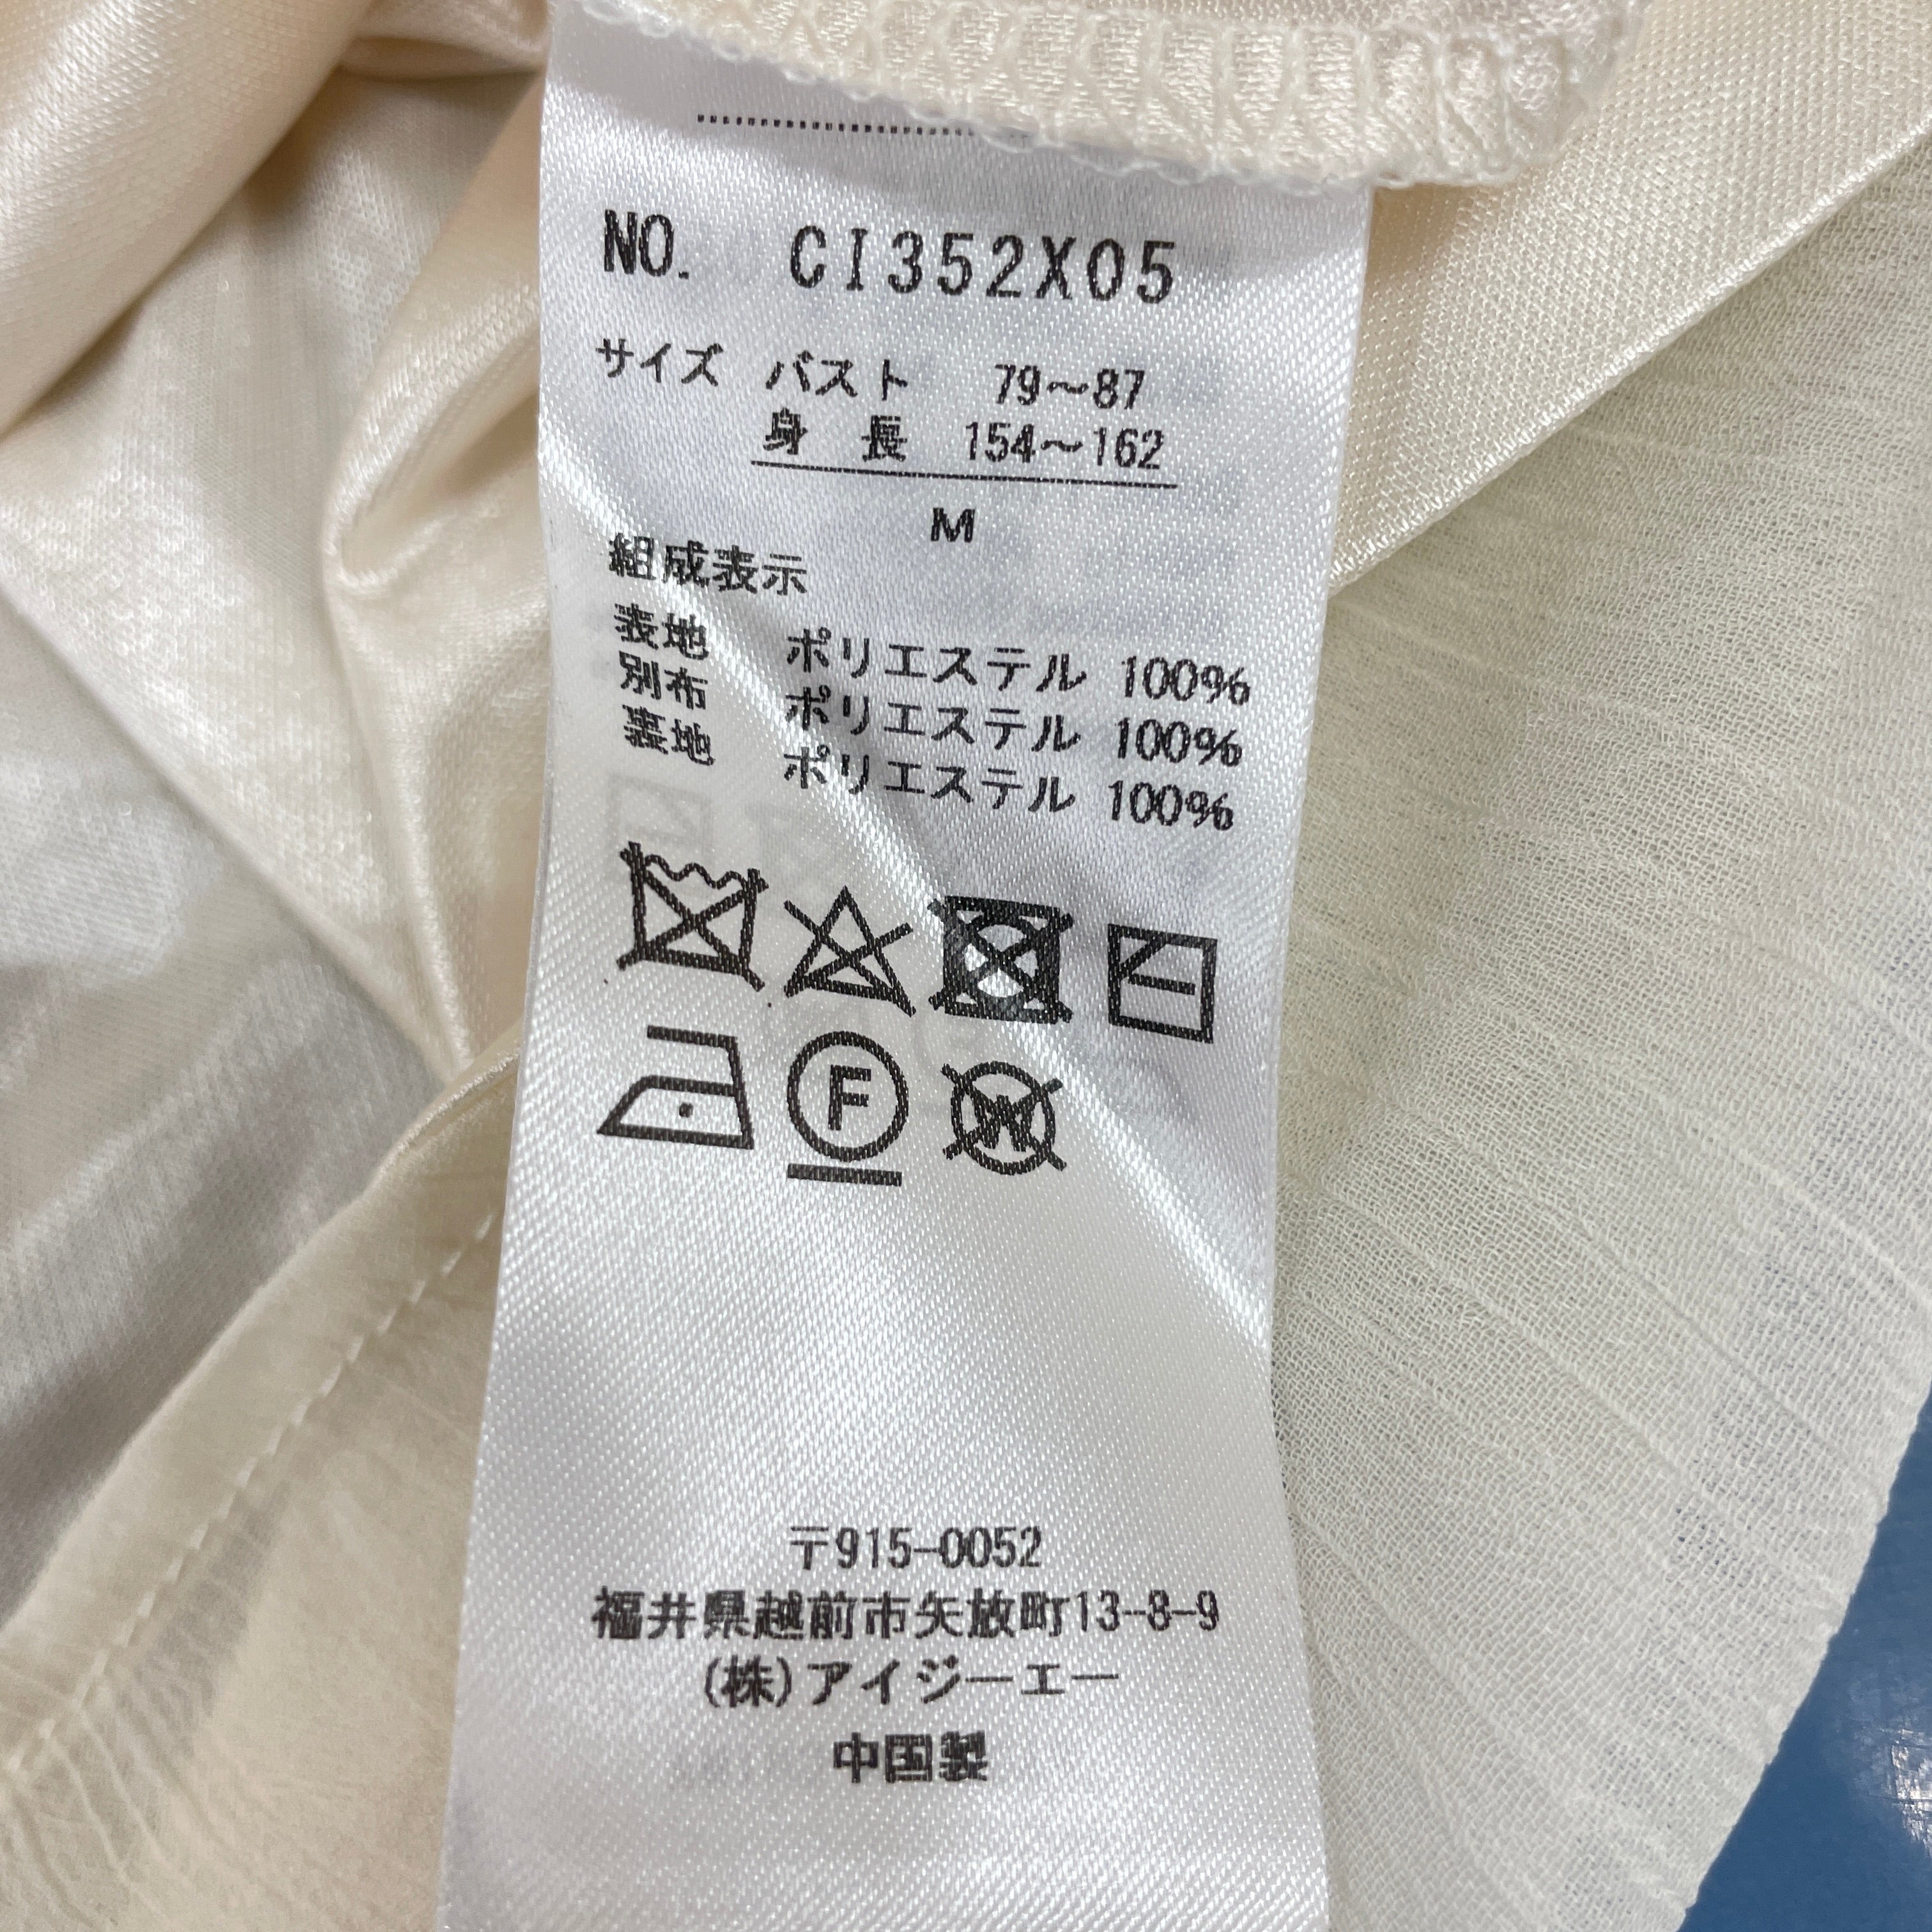 NO. CI352X05
サイズ バスト 79〜87
身 長 154〜162
M
組成表示
表地 ポリエステル 100%
別布 ポリエステル 100%
裏地 ポリエステル 100%
F
W
〒915-0052
福井県越前市矢放町13-8-9
(株)アイジーエー
中国製